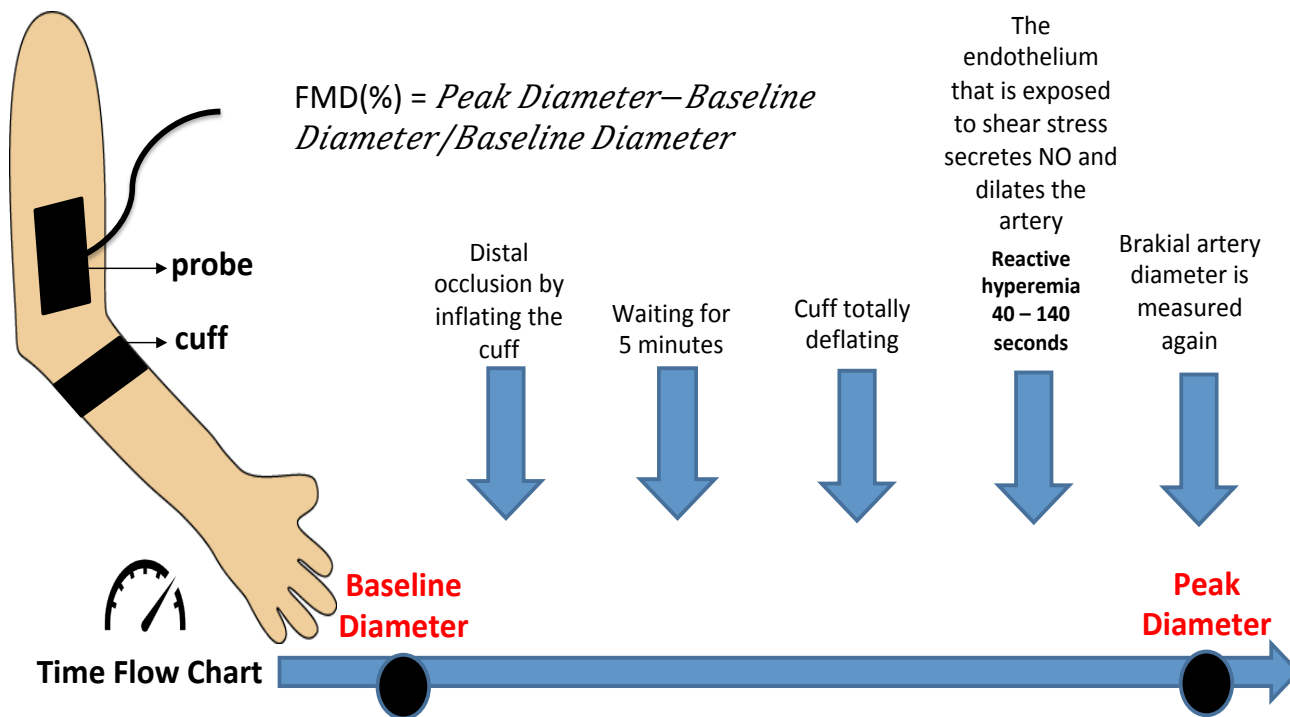 FMD(%) = Peak Diameter−Baseline
Diameter/Baseline Diameter
probe
cuff
Distal
occlusion by
inflating the
cuff
Waiting for
5 minutes
Cuff totally
deflating
The
endothelium
that is exposed
to shear stress
secretes NO and
dilates the
artery
Reactive
hyperemia
40 – 140
seconds
Brakial artery
diameter is
measured
again
Baseline
Diameter
Peak
Diameter
Time Flow Chart